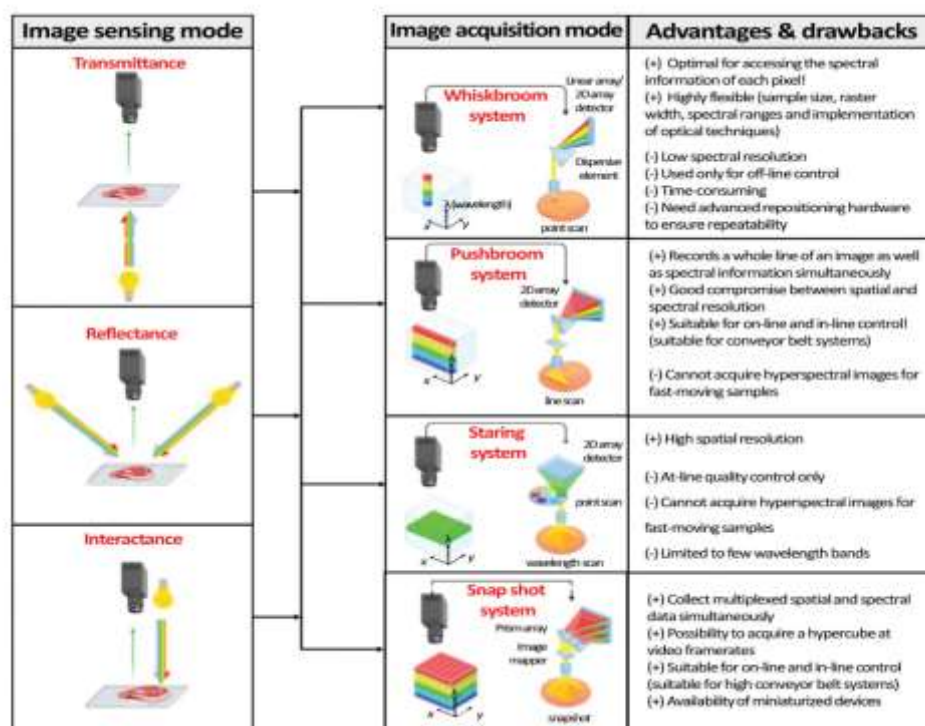 Image sensing mode
Transmittance
Reflectance
Interactance
Image acquisition mode
Linear array/
2D array
detector
Whiskbroom
system
Dispersive
element
λ(wavelength)
x
y
point scan
Pushbroom
system
2D array
detector
λ
x
y
line scan
Staring
system
2D array
detector
point scan
λ
x
y
wavelength scan
Snap shot
system
Prism array
Image
mapper
λ
x
y
snapshot
Advantages & drawbacks
(+) Optimal for accessing the spectral
information of each pixel!
(+) Highly flexible (sample size, raster
width, spectral ranges and implementation
of optical techniques)
(-) Low spectral resolution
(-) Used only for off-line control
(-) Time-consuming
(-) Need advanced repositioning hardware
to ensure repeatability
(+) Records a whole line of an image as well
as spectral information simultaneously
(+) Good compromise between spatial and
spectral resolution
(+) Suitable for on-line and in-line control!
(suitable for conveyor belt systems)
(-) Cannot acquire hyperspectral images for
fast-moving samples
(+) High spatial resolution
(-) At-line quality control only
(-) Cannot acquire hyperspectral images for
fast-moving samples
(-) Limited to few wavelength bands
(+) Collect multiplexed spatial and spectral
data simultaneously
(+) Possibility to acquire a hypercube at
video framerates
(+) Suitable for on-line and in-line control
(suitable for high conveyor belt systems)
(+) Availability of miniaturized devices